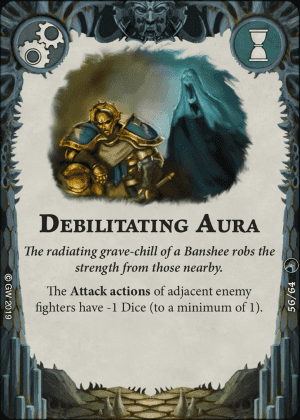 DEBILITATING AURA
The radiating grave-chill of a Banshee robs the
strength from those nearby.
The Attack actions of adjacent enemy
fighters have -1 Dice (to a minimum of 1).
© GW 2019
56/64